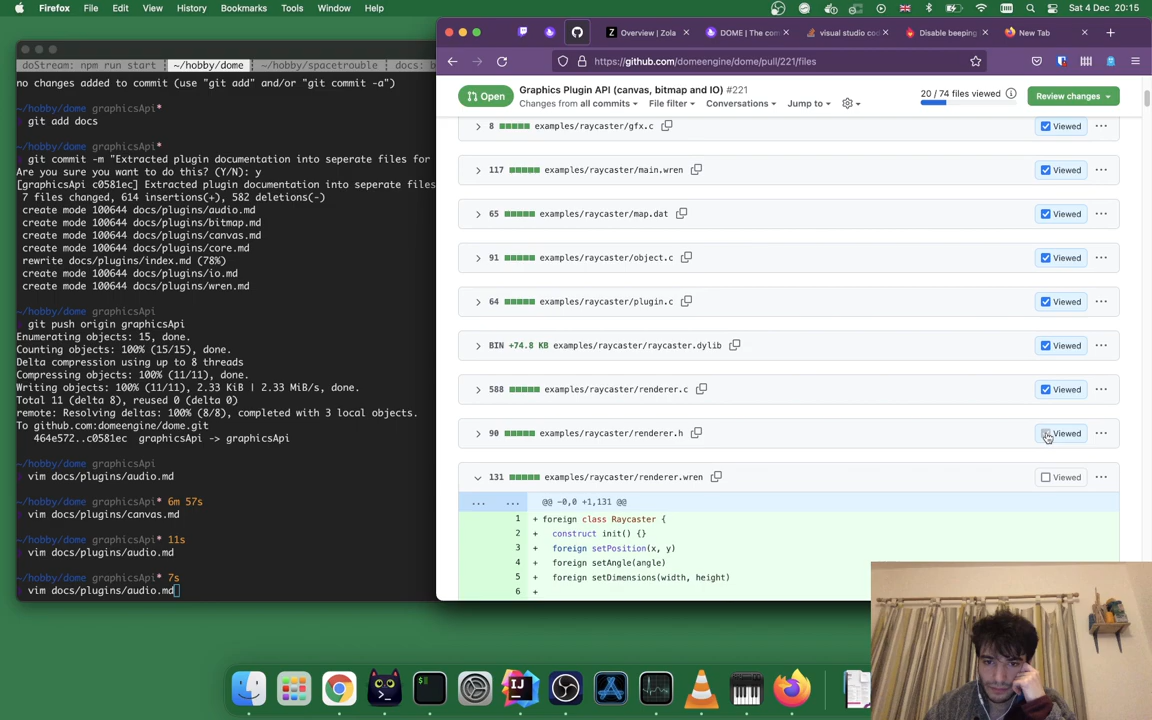 Firefox File Edit View History Bookmarks Tools Window Help
Sat 4 Dec 20:15
doStream: npm run start ~/hobby/dome ~/hobby/spacetrouble docs: b
no changes added to commit (use "git add" and/or "git commit -a")
~/hobby/dome graphicsApi*
git add docs
~/hobby/dome graphicsApi*
git commit -m "Extracted plugin documentation into seperate files for
Are you sure you want to do this? (Y/N): y
[graphicsApi c0581ec] Extracted plugin documentation into seperate files
7 files changed, 614 insertions(+), 582 deletions(-)
create mode 100644 docs/plugins/audio.md
create mode 100644 docs/plugins/bitmap.md
create mode 100644 docs/plugins/canvas.md
create mode 100644 docs/plugins/core.md
rewrite docs/plugins/index.md (78%)
create mode 100644 docs/plugins/io.md
create mode 100644 docs/plugins/wren.md
~/hobby/dome graphicsApi
git push origin graphicsApi
Enumerating objects: 15, done.
Counting objects: 100% (15/15), done.
Delta compression using up to 8 threads
Compressing objects: 100% (11/11), done.
Writing objects: 100% (11/11), 2.33 KiB | 2.33 MiB/s, done.
Total 11 (delta 8), reused 0 (delta 0)
remote: Resolving deltas: 100% (8/8), completed with 3 local objects.
To github.com:domeengine/dome.git
464e572..c0581ec graphicsApi -> graphicsApi
~/hobby/dome graphicsApi
vim docs/plugins/audio.md
~/hobby/dome graphicsApi* 6m 57s
vim docs/plugins/canvas.md
~/hobby/dome graphicsApi* 11s
vim docs/plugins/audio.md
~/hobby/dome graphicsApi* 7s
vim docs/plugins/audio.md
Overview | Zola
DOME | The com
visual studio cod
Disable beeping
New Tab
https://github.com/domeengine/dome/pull/221/files
Open
Graphics Plugin API (canvas, bitmap and IO) #221
Changes from all commits File filter Conversations Jump to
20 / 74 files viewed
Review changes
8 examples/raycaster/gfx.c Viewed
117 examples/raycaster/main.wren Viewed
65 examples/raycaster/map.dat Viewed
91 examples/raycaster/object.c Viewed
64 examples/raycaster/plugin.c Viewed
BIN +74.8 KB examples/raycaster/raycaster.dylib Viewed
588 examples/raycaster/renderer.c Viewed
90 examples/raycaster/renderer.h Viewed
131 examples/raycaster/renderer.wren Viewed
... ... @@ -0,0 +1,131 @@
1 + foreign class Raycaster {
2 + construct init() {}
3 + foreign setPosition(x, y)
4 + foreign setAngle(angle)
5 + foreign setDimensions(width, height)
6 +